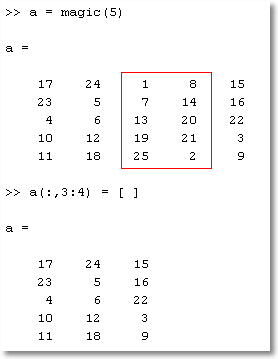 >> a = magic(5)
a =
17 24 1 8 15
23 5 7 14 16
4 6 13 20 22
10 12 19 21 3
11 18 25 2 9
>> a(:,3:4) = [ ]
a =
17 24 15
23 5 16
4 6 22
10 12 3
11 18 9